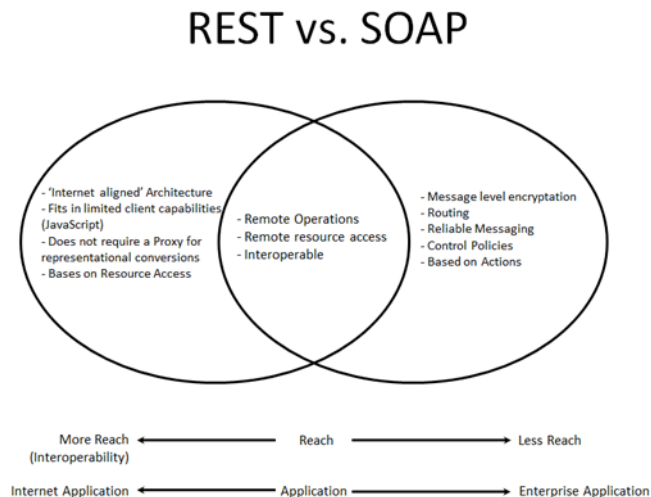 REST vs. SOAP
- 'Internet aligned' Architecture
- Fits in limited client capabilities
(JavaScript)
- Does not require a Proxy for
representational conversions
- Bases on Resource Access
- Remote Operations
- Remote resource access
- Interoperable
- Message level encryptation
- Routing
- Reliable Messaging
- Control Policies
- Based on Actions
More Reach Reach Less Reach
(Interoperability)
Internet Application Application Enterprise Application